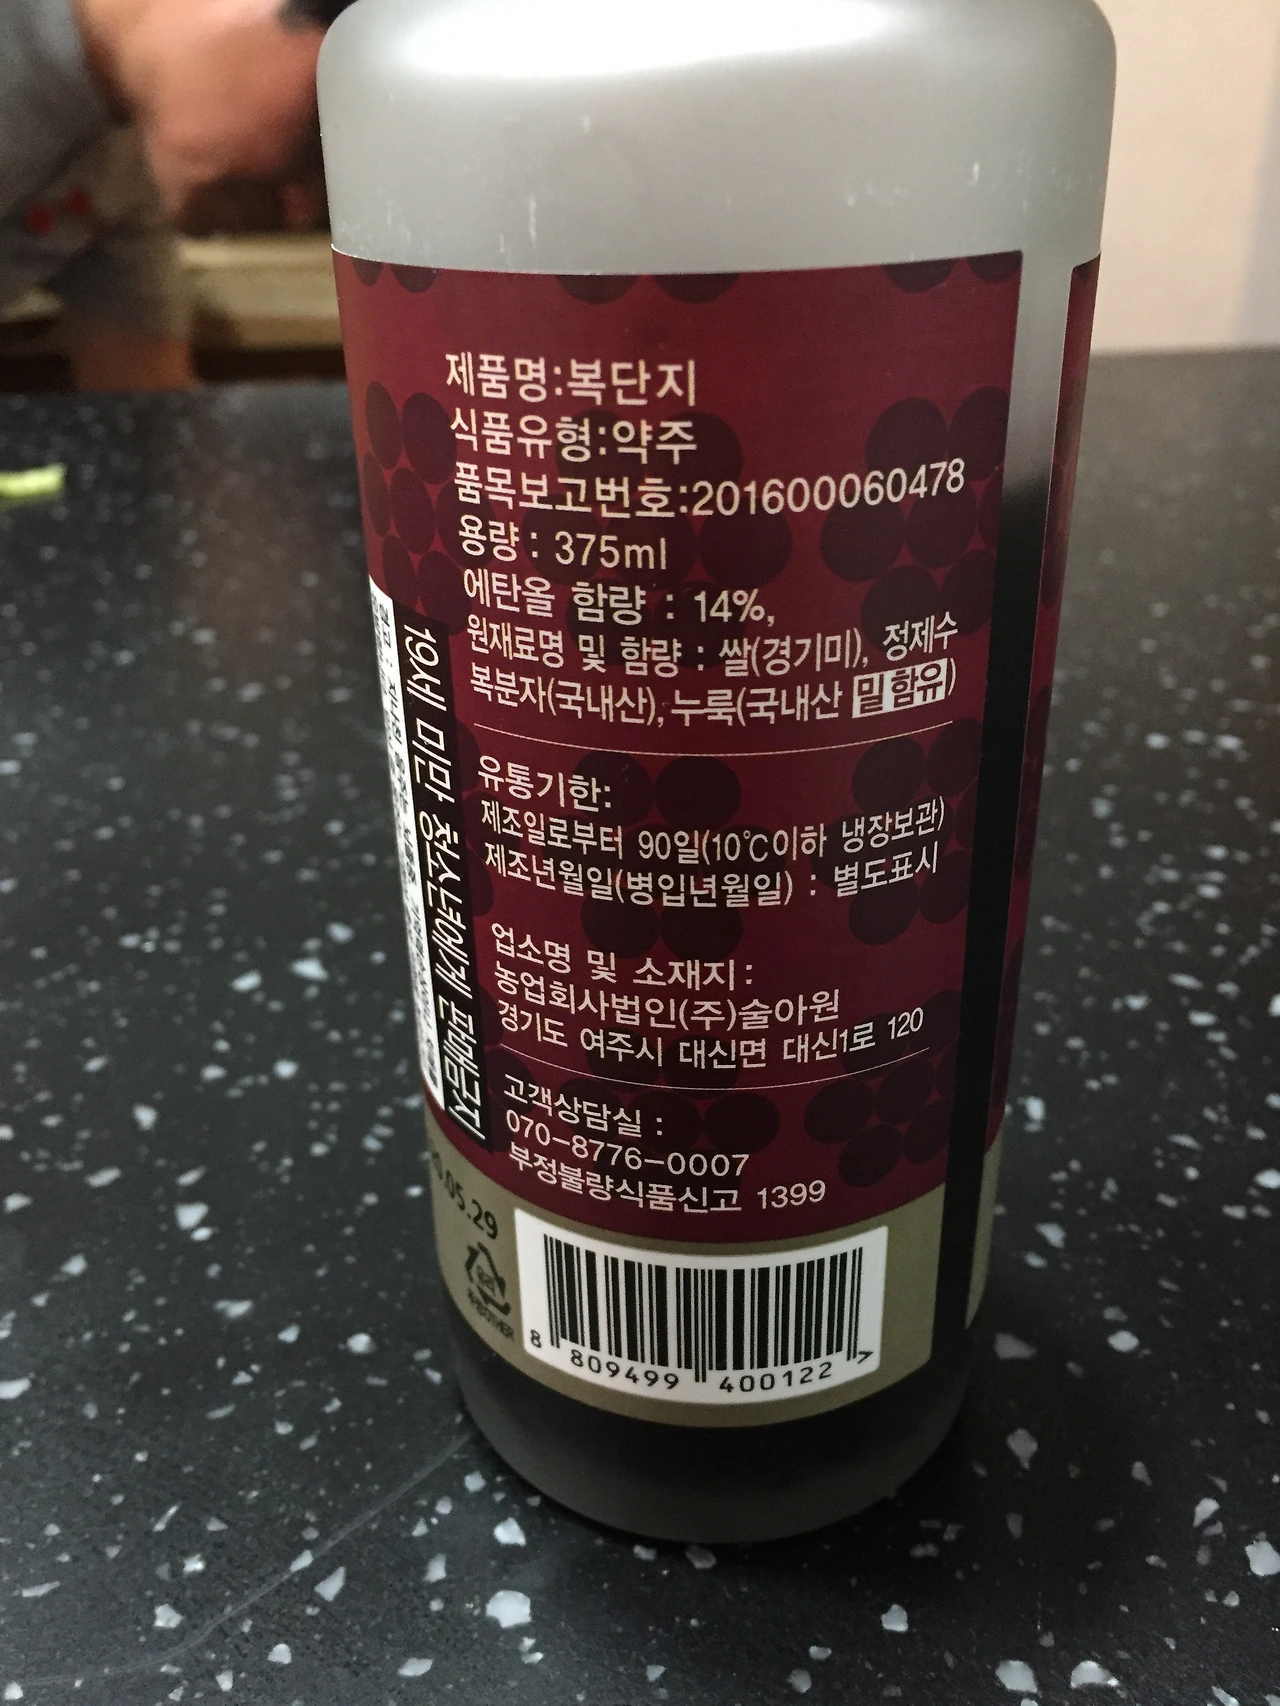 제품명:복단지
식품유형:약주
품목보고번호:201600060478
용량 : 375ml
에탄올 함량 : 14%,
원재료명 및 함량 : 쌀(경기미), 정제수
복분자(국내산), 누룩(국내산 밀 함유)
유통기한:
제조일로부터 90일(10℃이하 냉장보관)
제조년월일(병입년월일) : 별도표시
업소명 및 소재지:
농업회사법인(주)술아원
경기도 여주시 대신면 대신1로 120
고객상담실 :
070-8776-0007
부정불량식품신고 1399
19세 미만 청소년에게 판매금지
05.29
8 809499 400122 >